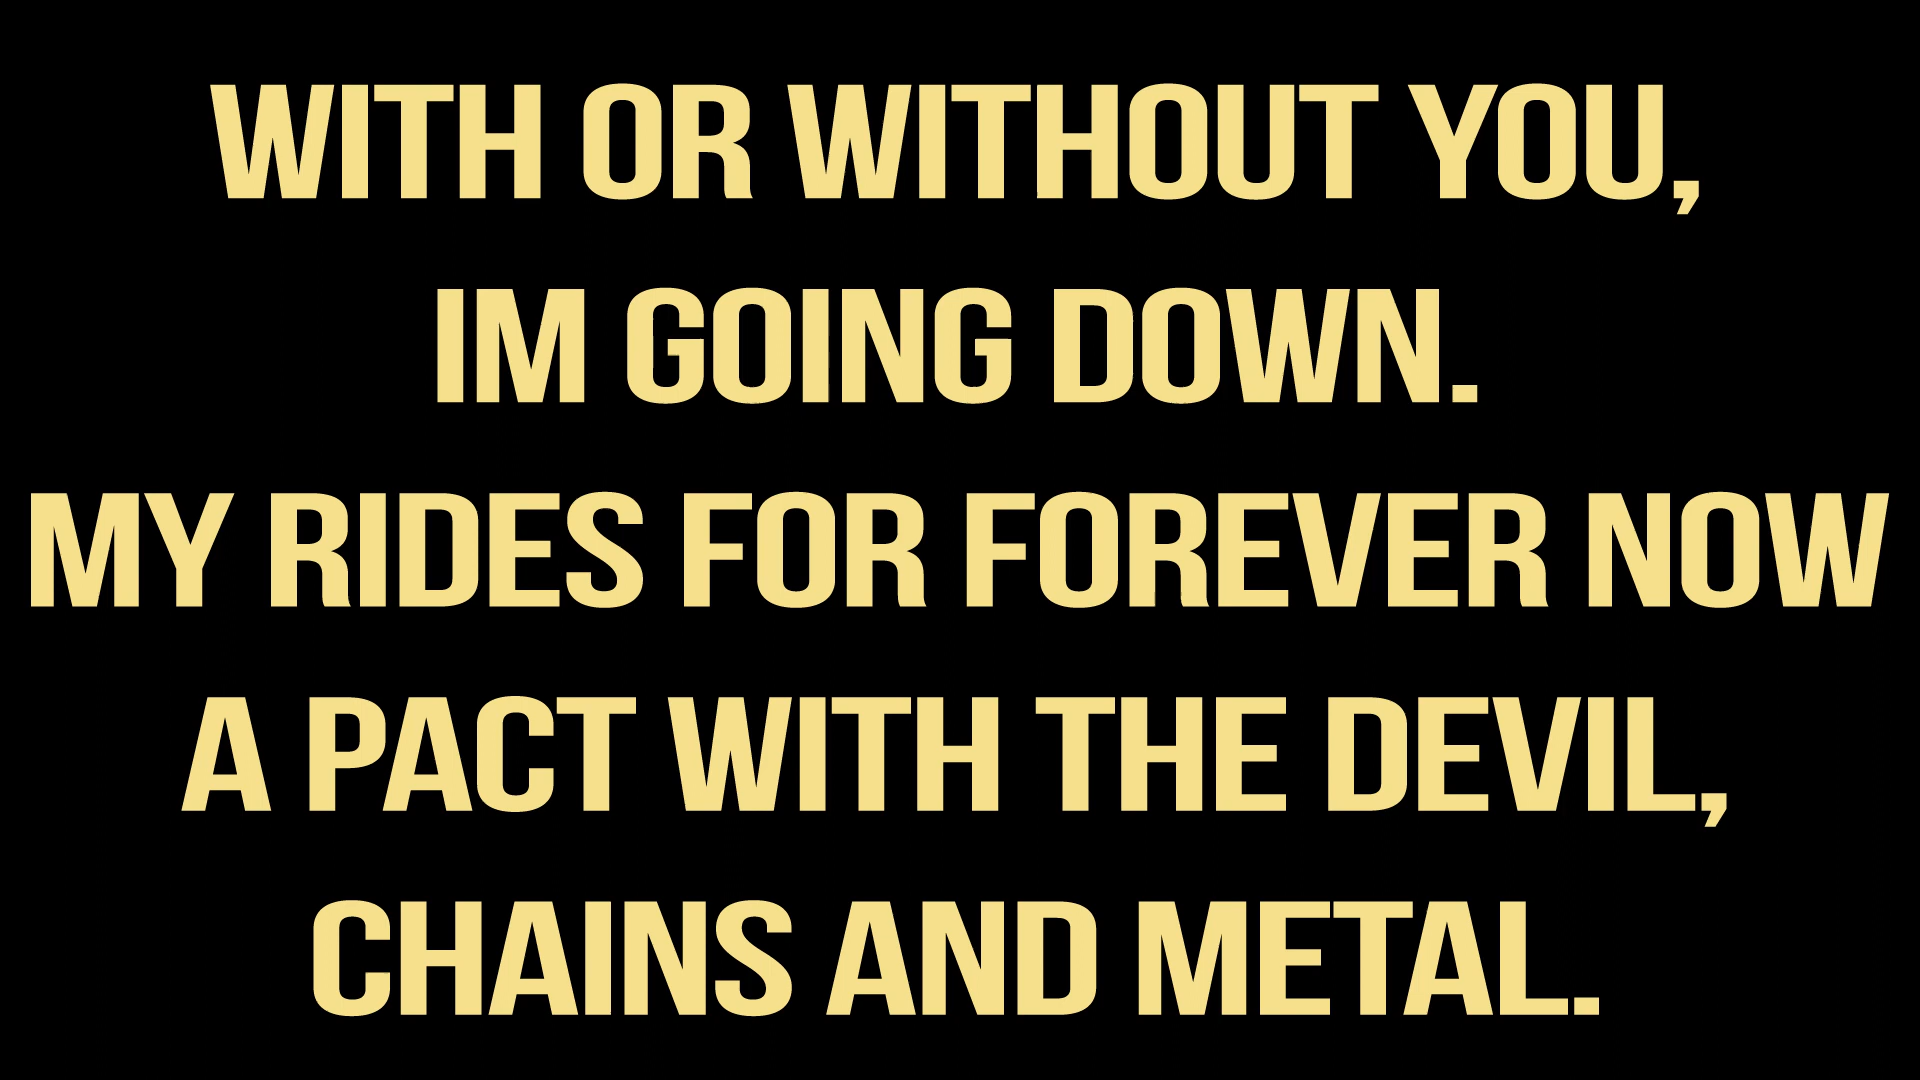 WITH OR WITHOUT YOU,
IM GOING DOWN.
MY RIDES FOR FOREVER NOW
A PACT WITH THE DEVIL,
CHAINS AND METAL.